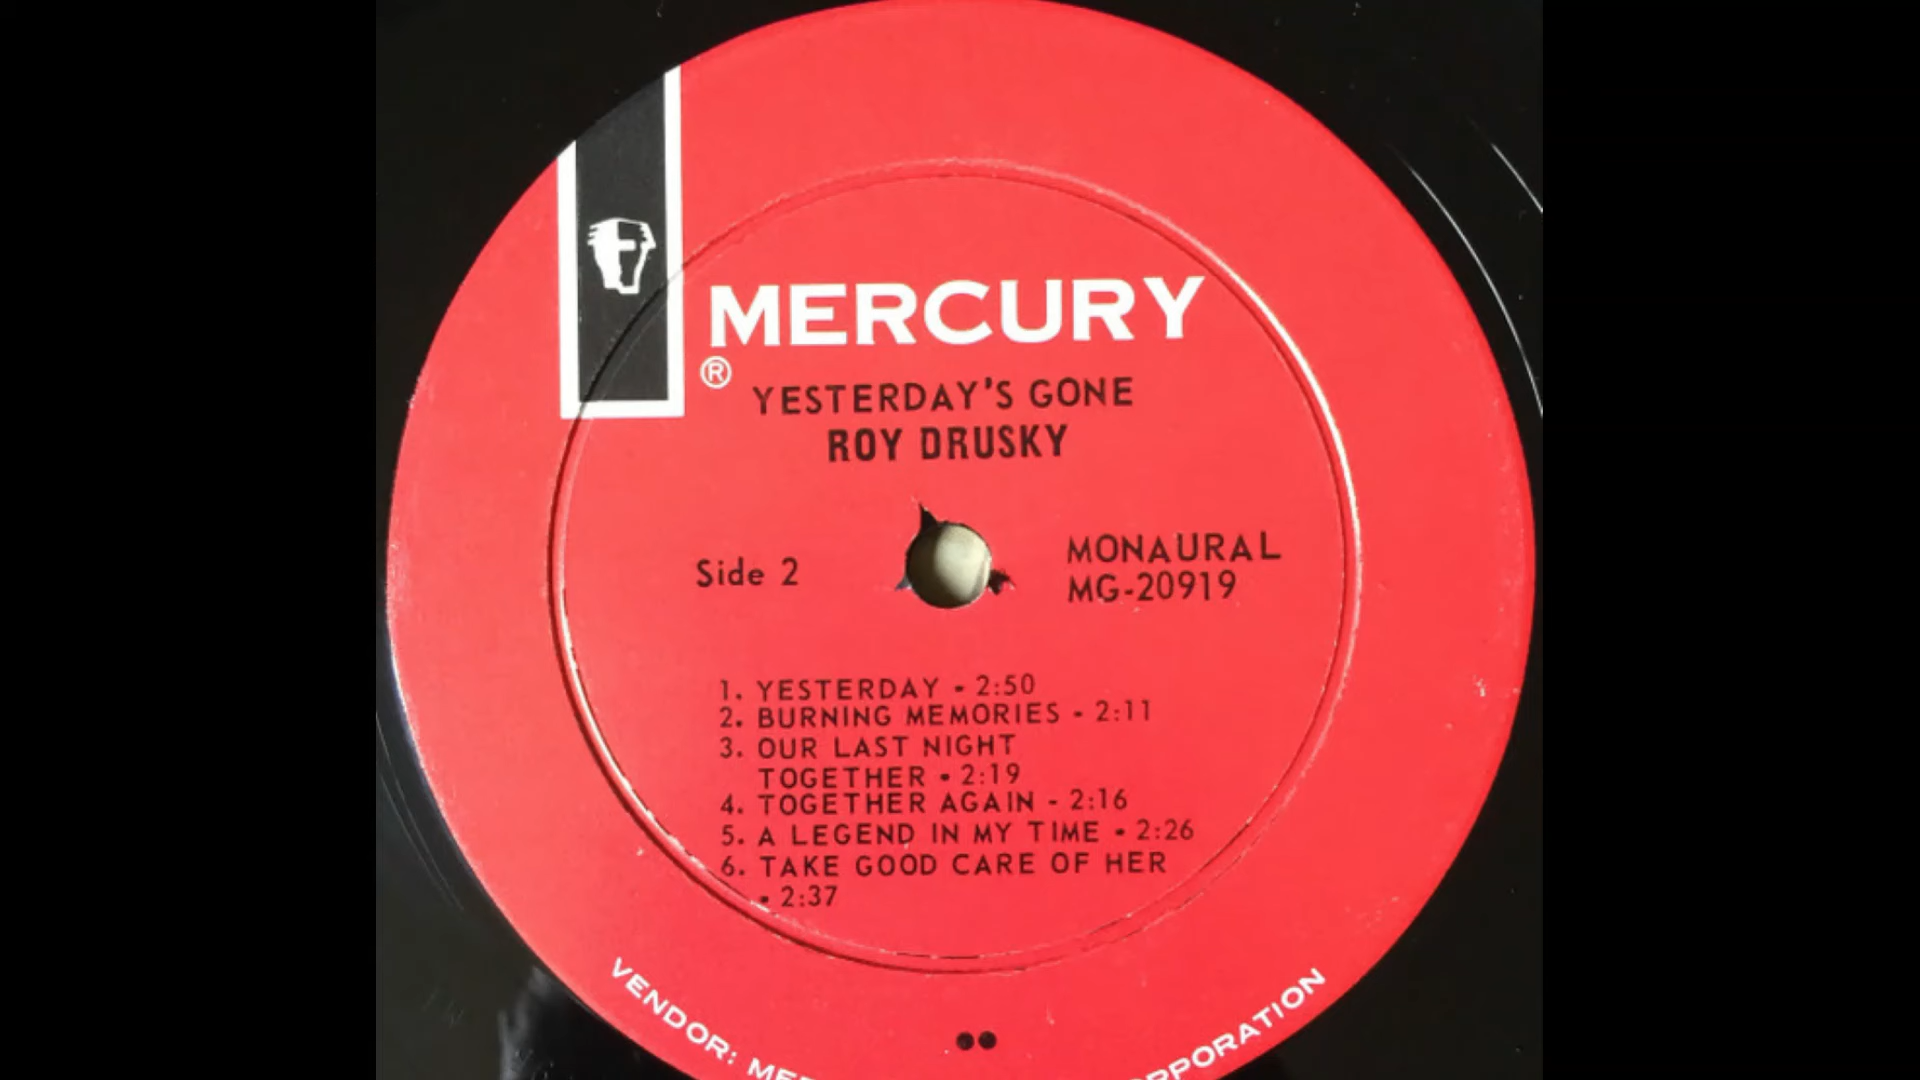 MERCURY
®
YESTERDAY'S GONE
ROY DRUSKY
Side 2
MONAURAL
MG-20919
1. YESTERDAY - 2:50
2. BURNING MEMORIES - 2:11
3. OUR LAST NIGHT
TOGETHER - 2:19
4. TOGETHER AGAIN - 2:16
5. A LEGEND IN MY TIME - 2:26
6. TAKE GOOD CARE OF HER
- 2:37
VENDOR: